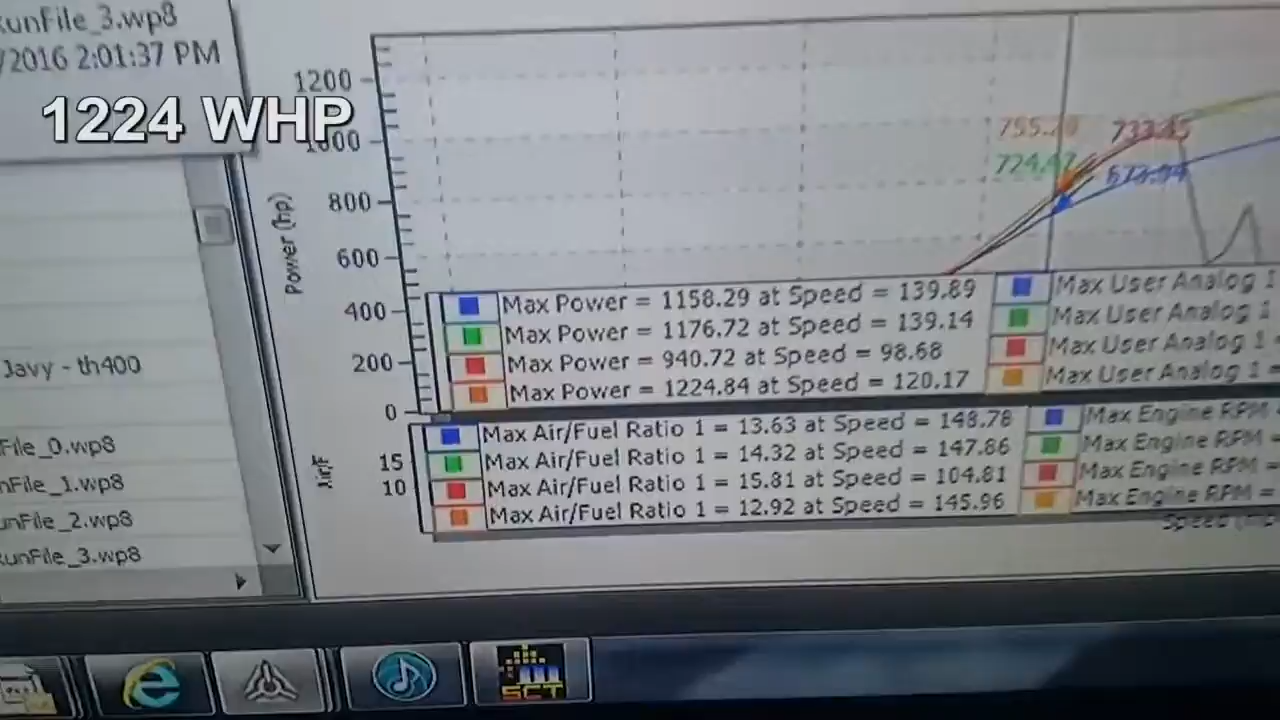 RunFile_3.wp8
/2016 2:01:37 PM
1224 WHP
1200
1000
800
600
400
200
0
Power (hp)
733.45
724.47
Max Power = 1158.29 at Speed = 139.89
Max Power = 1176.72 at Speed = 139.14
Max Power = 940.72 at Speed = 98.68
Max Power = 1224.84 at Speed = 120.17
Max User Analog 1
Max User Analog 1
Max User Analog 1
Max User Analog 1 =
Javy - th400
File_0.wp8
nFile_1.wp8
unFile_2.wp8
RunFile_3.wp8
Air/F
15
10
Max Air/Fuel Ratio 1 = 13.63 at Speed = 148.78
Max Air/Fuel Ratio 1 = 14.32 at Speed = 147.86
Max Air/Fuel Ratio 1 = 15.81 at Speed = 104.81
Max Air/Fuel Ratio 1 = 12.92 at Speed = 145.96
Max Engine RPM =
Max Engine RPM =
Max Engine RPM =
Max Engine RPM =
Speed
SCT